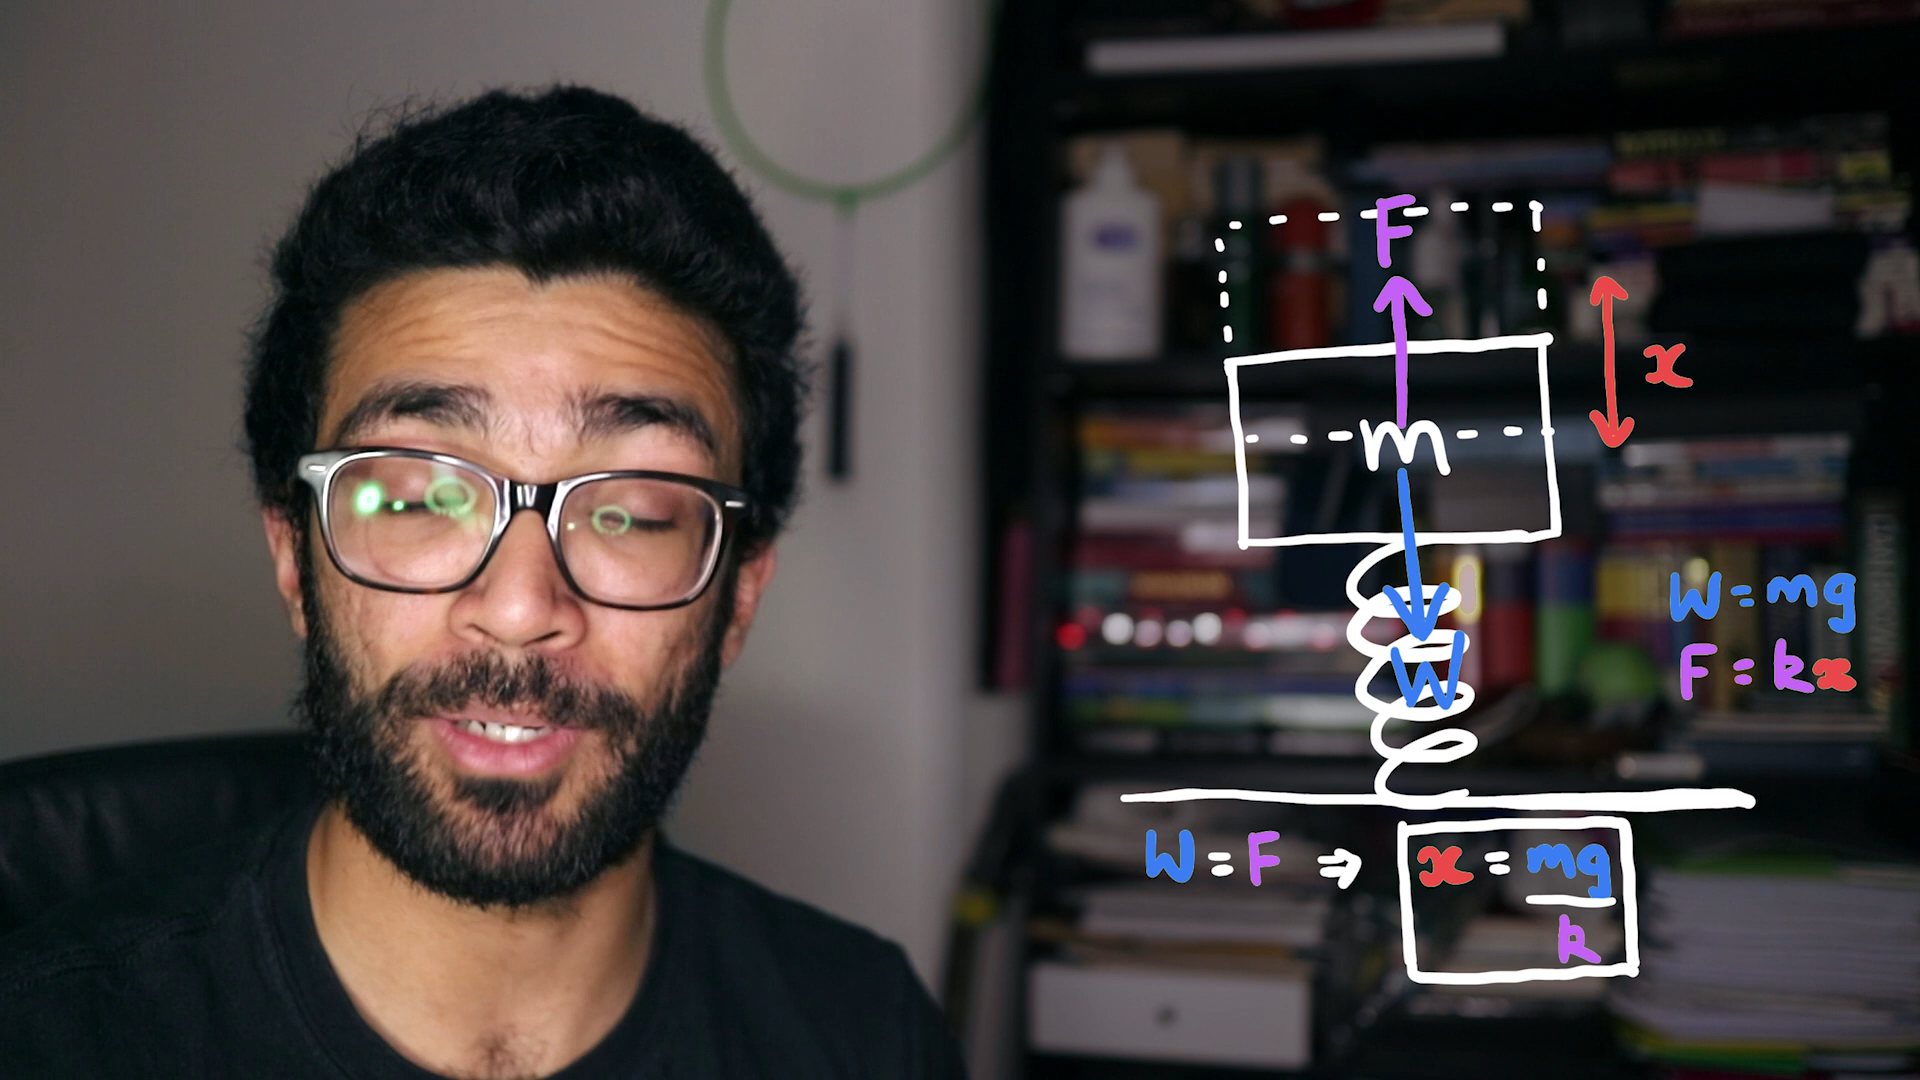 F
x
m
W = mg
F = kx
W
W = F ⇒ x = mg/k